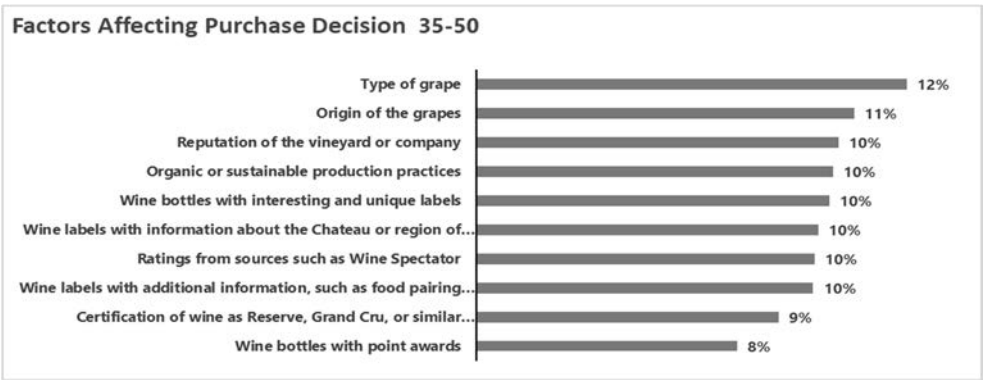 Factors Affecting Purchase Decision 35-50
Type of grape 12%
Origin of the grapes 11%
Reputation of the vineyard or company 10%
Organic or sustainable production practices 10%
Wine bottles with interesting and unique labels 10%
Wine labels with information about the Chateau or region of... 10%
Ratings from sources such as Wine Spectator 10%
Wine labels with additional information, such as food pairing... 10%
Certification of wine as Reserve, Grand Cru, or similar... 9%
Wine bottles with point awards 8%